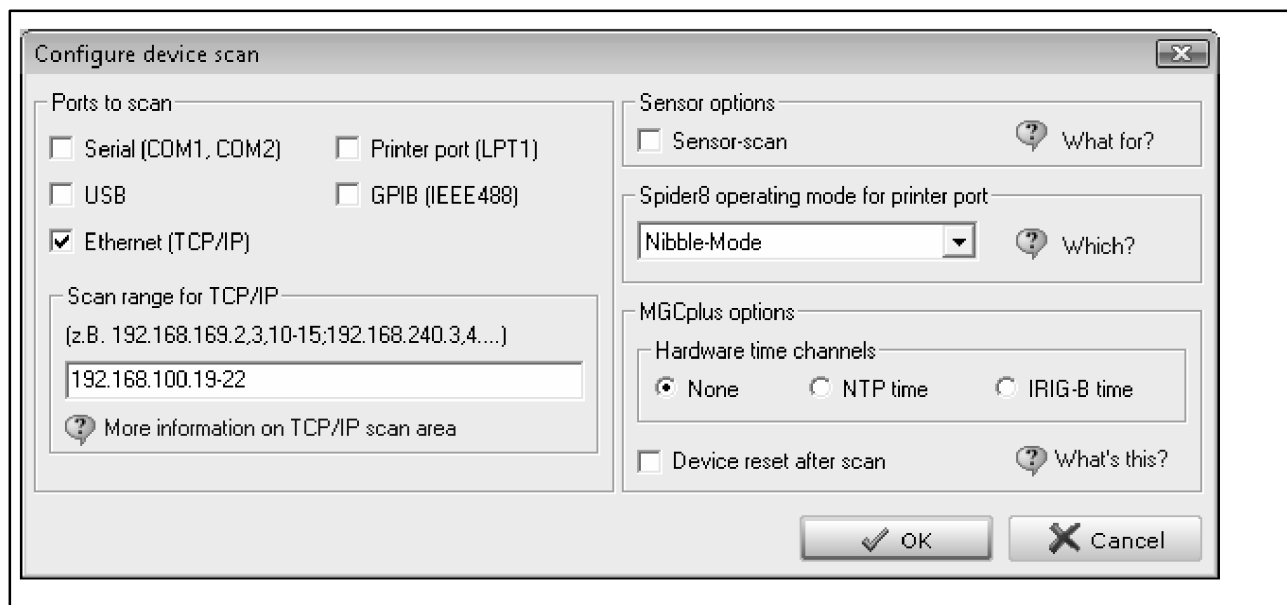 Configure device scan
Ports to scan
Serial (COM1, COM2)
Printer port (LPT1)
USB
GPIB (IEEE488)
Ethernet (TCP/IP)
Scan range for TCP/IP
(z.B. 192.168.169.2,3,10-15;192.168.240.3,4....)
192.168.100.19-22
More information on TCP/IP scan area
Sensor options
Sensor-scan
What for?
Spider8 operating mode for printer port
Nibble-Mode
Which?
MGCplus options
Hardware time channels
None
NTP time
IRIG-B time
Device reset after scan
What's this?
OK
Cancel